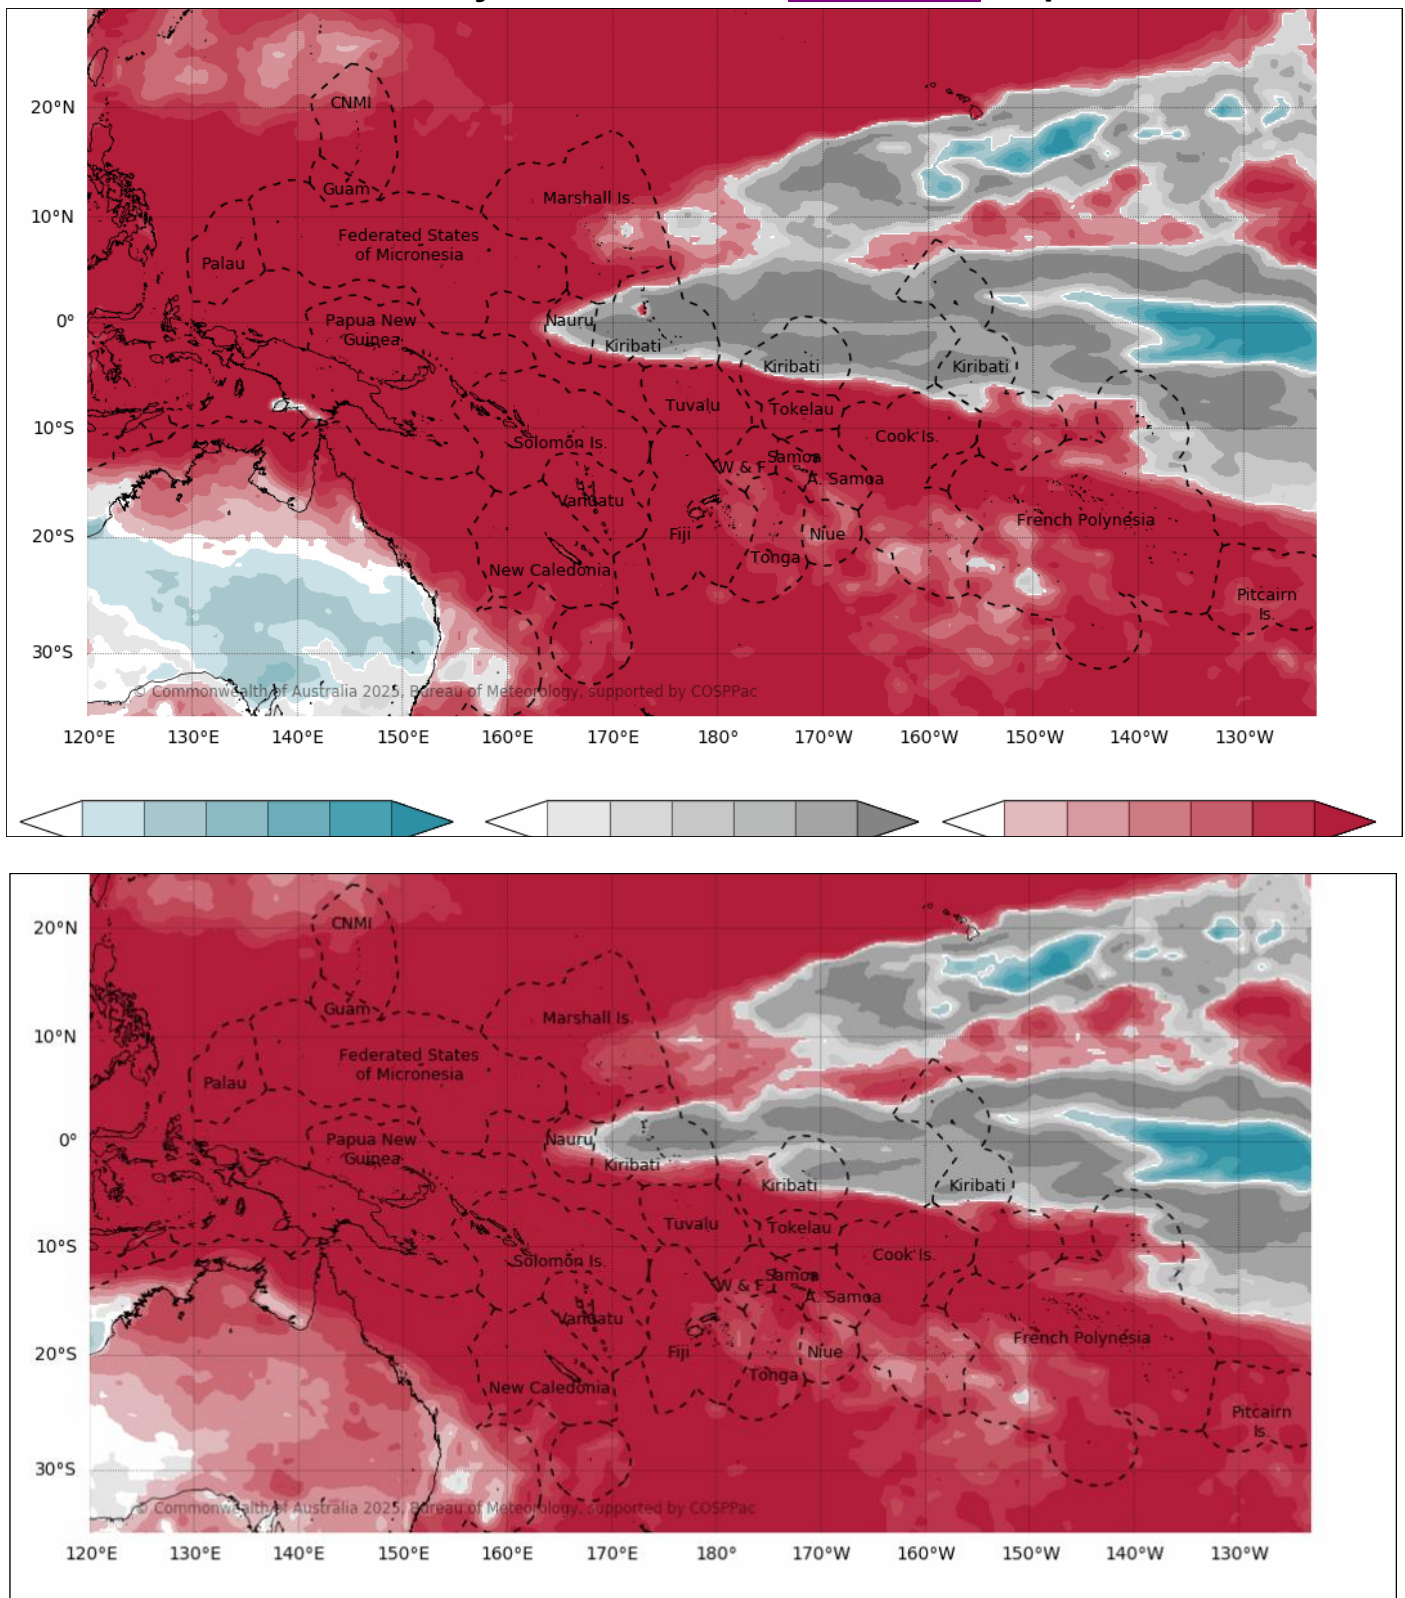 20°N
10°N
0°
10°S
20°S
30°S
CNMI
Guam
Marshall Is.
Federated States
of Micronesia
Palau
Papua New
Guinea
Nauru
Kiribati
Kiribati
Kiribati
Tuvalu
Tokelau
Solomon Is.
Cook Is.
W & F
Samoa
A. Samoa
Vanuatu
French Polynesia
Fiji
Niue
Tonga
New Caledonia
Pitcairn
Is.
© Commonwealth of Australia 2025, Bureau of Meteorology, supported by COSPPac
120°E 130°E 140°E 150°E 160°E 170°E 180° 170°W 160°W 150°W 140°W 130°W
20°N
10°N
0°
10°S
20°S
30°S
CNMI
Guam
Marshall Is.
Federated States
of Micronesia
Palau
Papua New
Guinea
Nauru
Kiribati
Kiribati
Kiribati
Tuvalu
Tokelau
Solomon Is.
Cook Is.
W & F
Samoa
A. Samoa
Vanuatu
French Polynesia
Fiji
Niue
Tonga
New Caledonia
Pitcairn
Is.
© Commonwealth of Australia 2025, Bureau of Meteorology, supported by COSPPac
120°E 130°E 140°E 150°E 160°E 170°E 180° 170°W 160°W 150°W 140°W 130°W